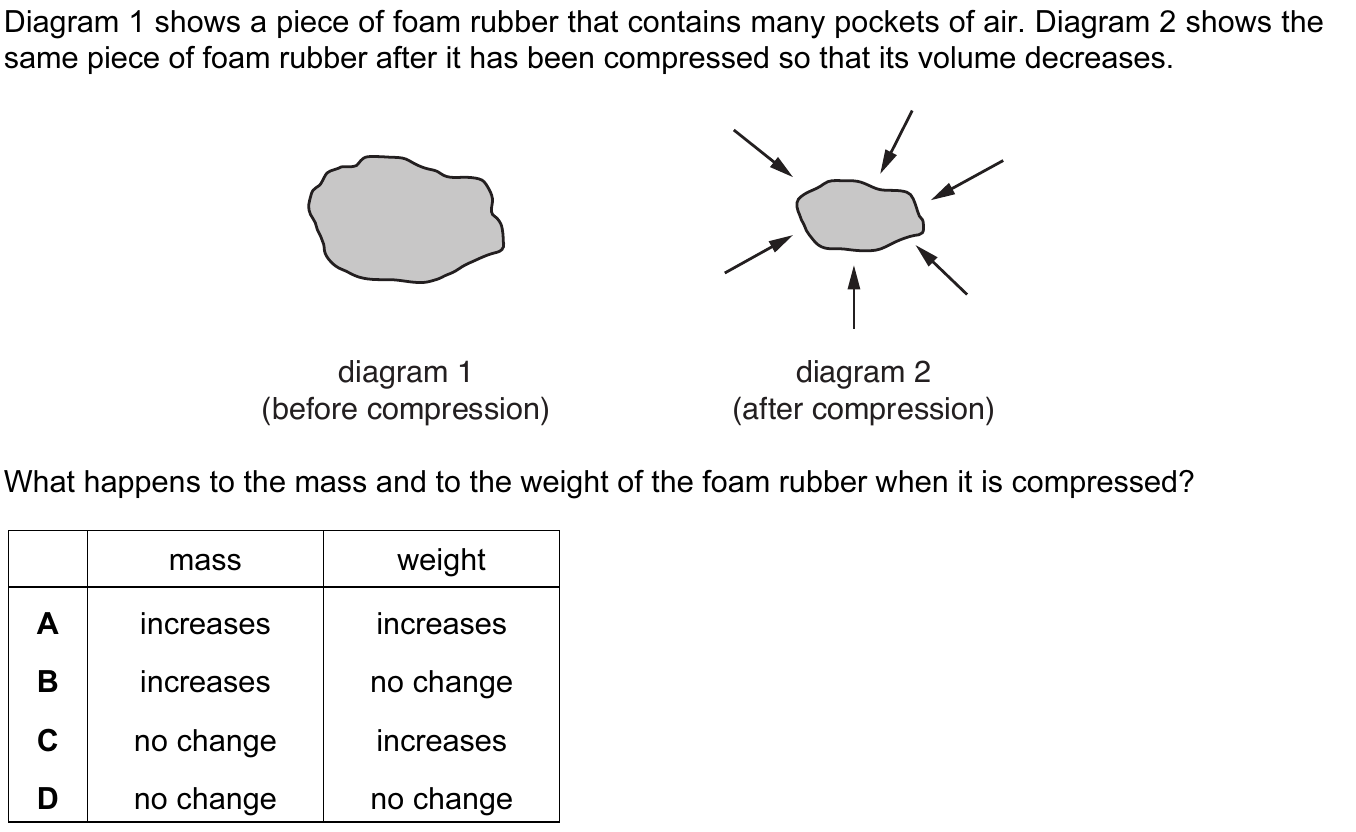 Diagram 1 shows a piece of foam rubber that contains many pockets of air. Diagram 2 shows the
same piece of foam rubber after it has been compressed so that its volume decreases.
diagram 1
(before compression)
diagram 2
(after compression)
What happens to the mass and to the weight of the foam rubber when it is compressed?
mass weight
A increases increases
B increases no change
C no change increases
D no change no change